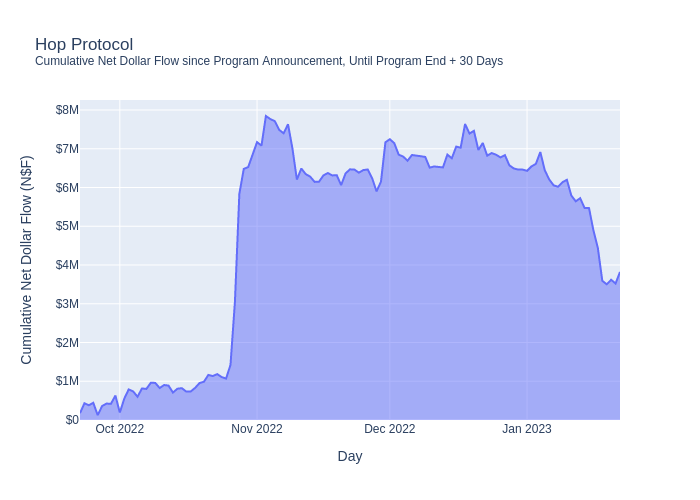 Hop Protocol
Cumulative Net Dollar Flow since Program Announcement, Until Program End + 30 Days
Cumulative Net Dollar Flow (N$F)
$8M
$7M
$6M
$5M
$4M
$3M
$2M
$1M
$0
Oct 2022
Nov 2022
Dec 2022
Jan 2023
Day